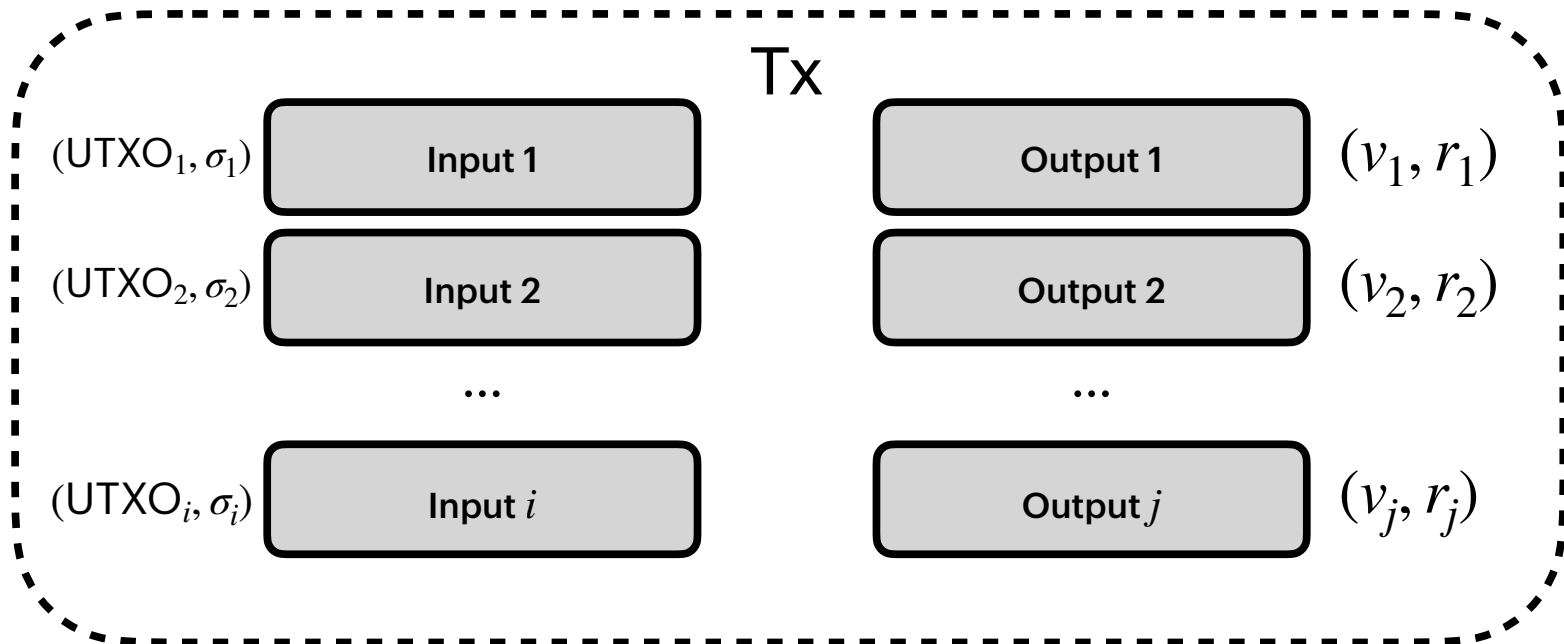 Tx
(UTXO₁, σ₁) Input 1 Output 1 (v₁, r₁)
(UTXO₂, σ₂) Input 2 Output 2 (v₂, r₂)
... ...
(UTXOᵢ, σᵢ) Input i Output j (vⱼ, rⱼ)